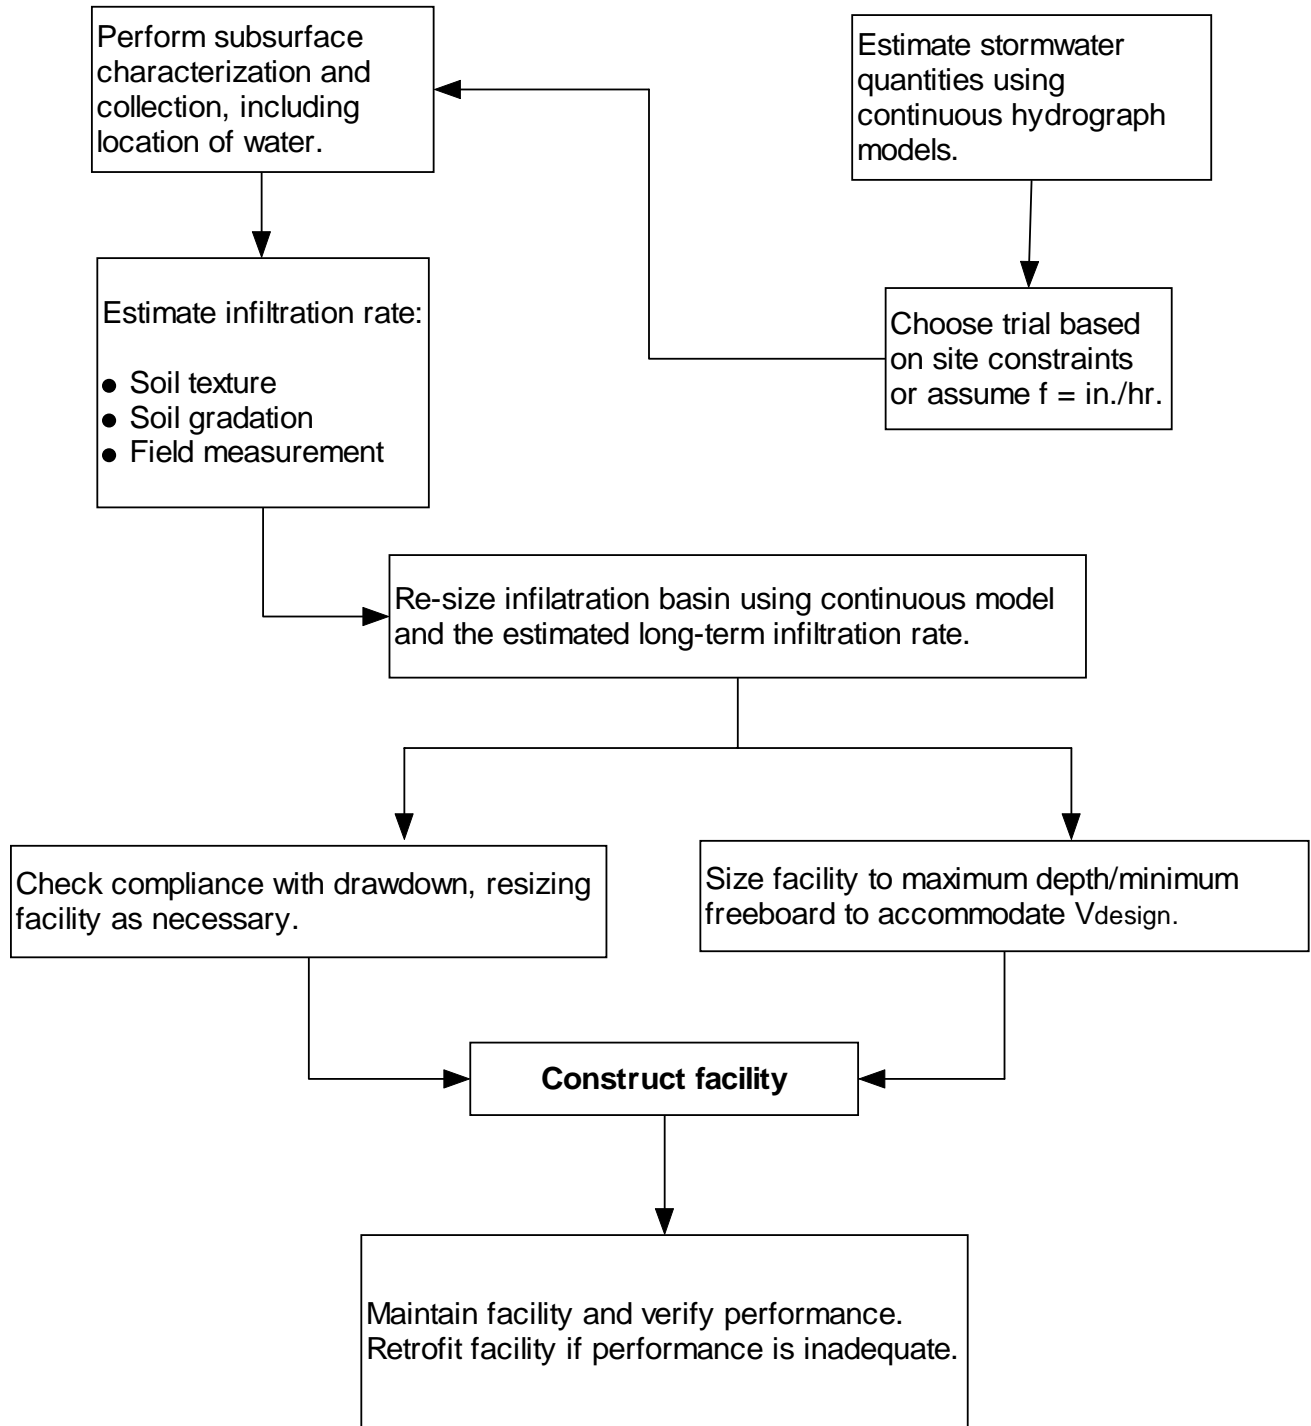 Perform subsurface
characterization and
collection, including
location of water.
Estimate stormwater
quantities using
continuous hydrograph
models.
Estimate infiltration rate:
● Soil texture
● Soil gradation
● Field measurement
Choose trial based
on site constraints
or assume f = in./hr.
Re-size infilatration basin using continuous model
and the estimated long-term infiltration rate.
Check compliance with drawdown, resizing
facility as necessary.
Size facility to maximum depth/minimum
freeboard to accommodate Vdesign.
Construct facility
Maintain facility and verify performance.
Retrofit facility if performance is inadequate.